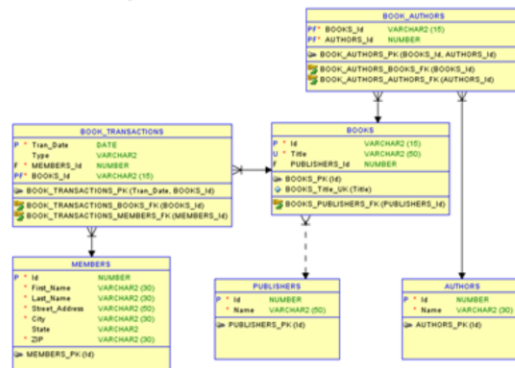 BOOK_AUTHORS
PF* BOOKS_Id VARCHAR2 (15)
PF* AUTHORS_Id NUMBER
BOOK_AUTHORS_PK (BOOKS_Id, AUTHORS_Id)
BOOK_AUTHORS_BOOKS_FK (BOOKS_Id)
BOOK_AUTHORS_AUTHORS_FK (AUTHORS_Id)
BOOK_TRANSACTIONS
P * Tran_Date DATE
Type VARCHAR2
F * MEMBERS_Id NUMBER
PF* BOOKS_Id VARCHAR2 (15)
BOOK_TRANSACTIONS_PK (Tran_Date, BOOKS_Id)
BOOK_TRANSACTIONS_BOOKS_FK (BOOKS_Id)
BOOK_TRANSACTIONS_MEMBERS_FK (MEMBERS_Id)
BOOKS
P * Id VARCHAR2 (15)
U * Title VARCHAR2 (50)
F PUBLISHERS_Id NUMBER
BOOKS_PK (Id)
BOOKS_Title_UK (Title)
BOOKS_PUBLISHERS_FK (PUBLISHERS_Id)
MEMBERS
P * Id NUMBER
* First_Name VARCHAR2 (30)
* Last_Name VARCHAR2 (30)
* Street_Address VARCHAR2 (50)
* City VARCHAR2 (30)
State VARCHAR2
* ZIP VARCHAR2 (30)
MEMBERS_PK (Id)
PUBLISHERS
P * Id NUMBER
* Name VARCHAR2 (50)
PUBLISHERS_PK (Id)
AUTHORS
P * Id NUMBER
* Name VARCHAR2 (30)
AUTHORS_PK (Id)